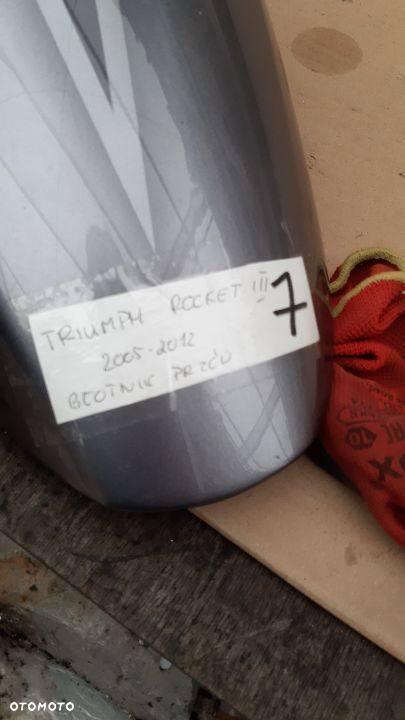 TRIUMPH ROCKET III 7
2005-2012
BŁOTNIK PRZÓD
OTOMOTO